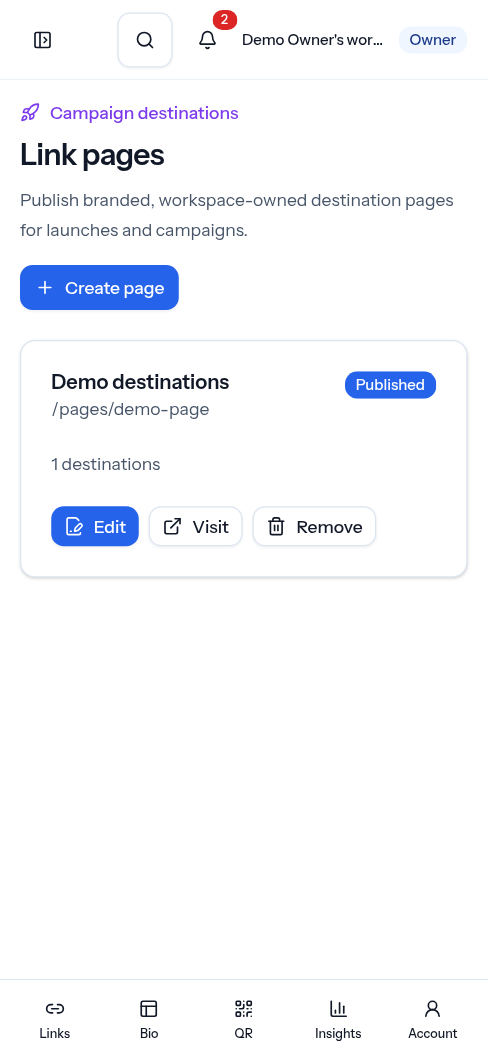 2
Demo Owner's wor...
Owner
Campaign destinations
Link pages
Publish branded, workspace-owned destination pages
for launches and campaigns.
Create page
Demo destinations
Published
/pages/demo-page
1 destinations
Edit
Visit
Remove
Links
Bio
QR
Insights
Account